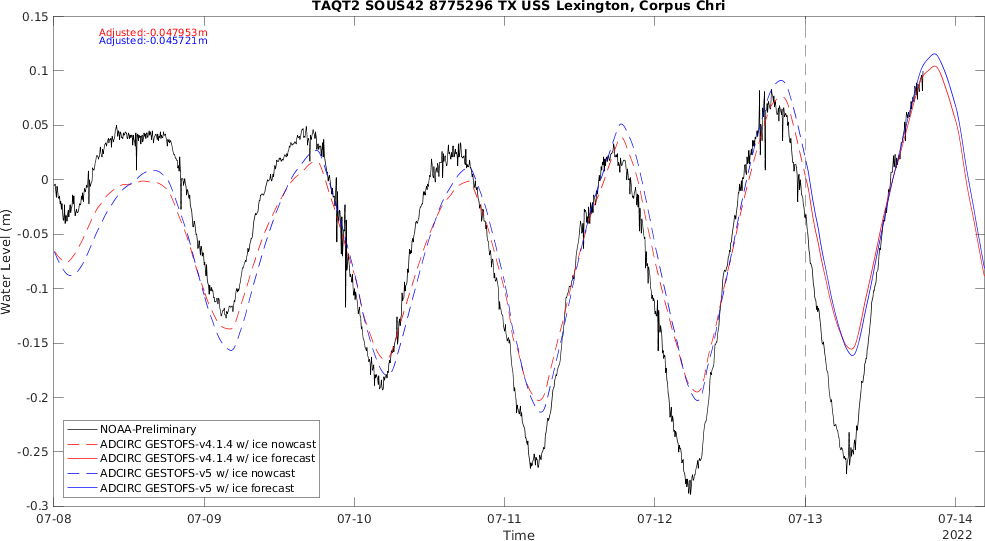 TAQT2 SOUS42 8775296 TX USS Lexington, Corpus Chri
Adjusted:-0.047953m
Adjusted:-0.045721m
0.15
0.1
0.05
0
-0.05
-0.1
-0.15
-0.2
-0.25
-0.3
Water Level (m)
NOAA-Preliminary
ADCIRC GESTOFS-v4.1.4 w/ ice nowcast
ADCIRC GESTOFS-v4.1.4 w/ ice forecast
ADCIRC GESTOFS-v5 w/ ice nowcast
ADCIRC GESTOFS-v5 w/ ice forecast
07-08 07-09 07-10 07-11 07-12 07-13 07-14
Time 2022